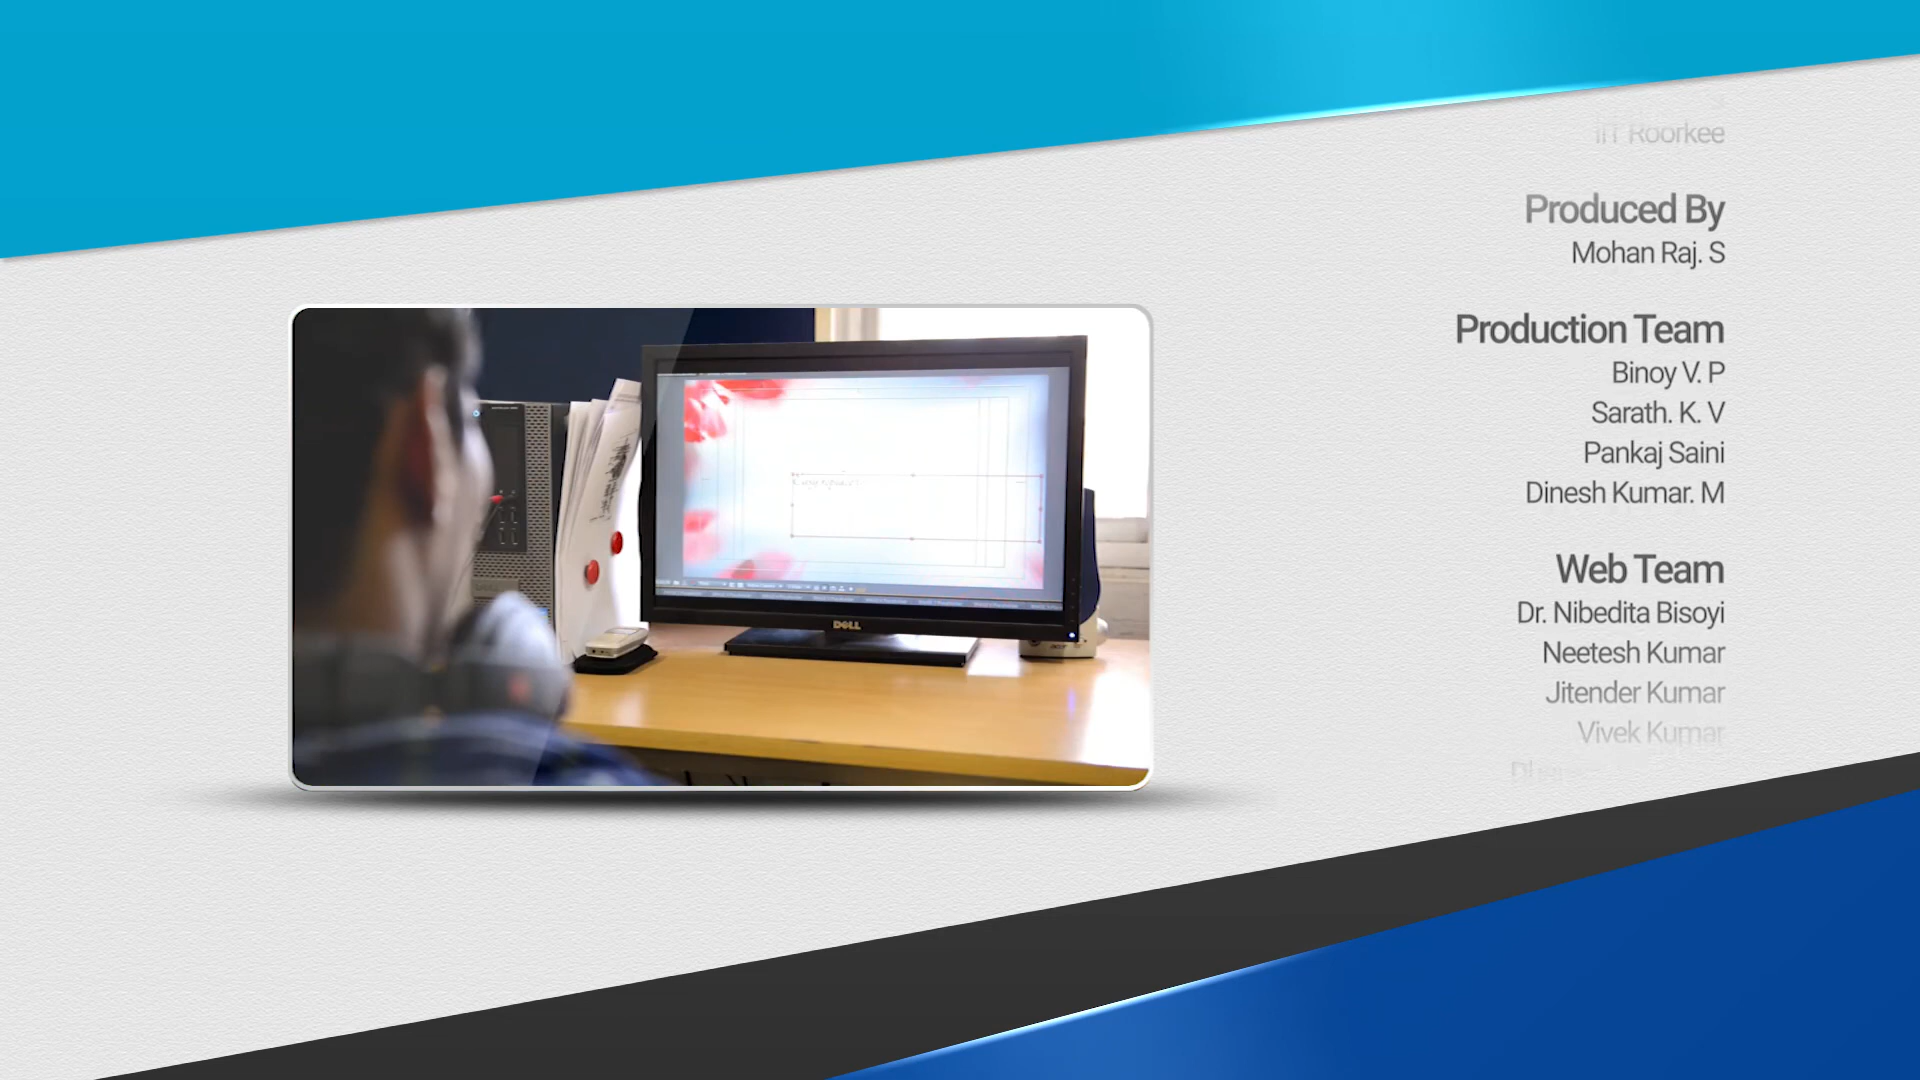 IIT Roorkee
Produced By
Mohan Raj. S
Production Team
Binoy V. P
Sarath. K. V
Pankaj Saini
Dinesh Kumar. M
Web Team
Dr. Nibedita Bisoyi
Neetesh Kumar
Jitender Kumar
Vivek Kumar
DELL